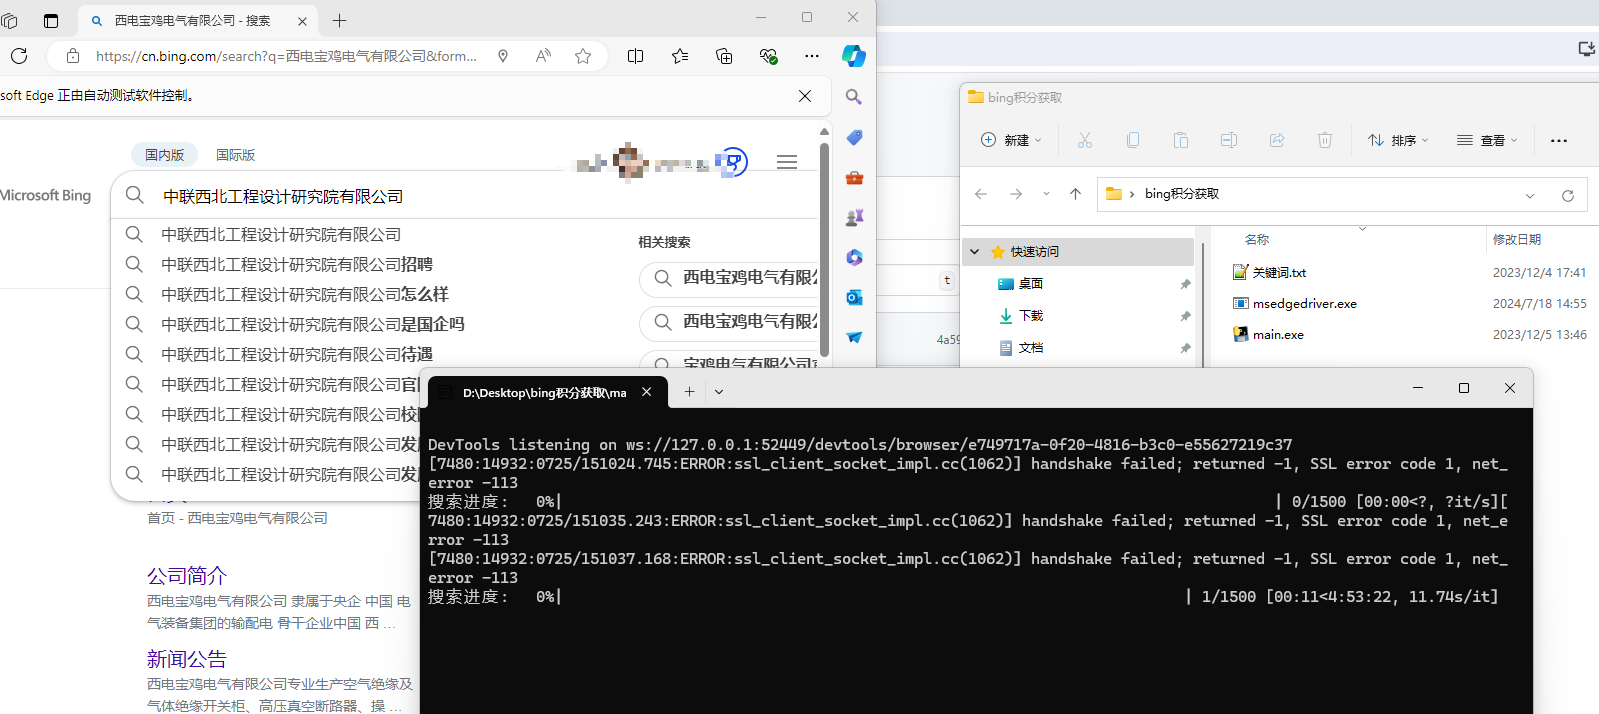 西电宝鸡电气有限公司 - 搜索
https://cn.bing.com/search?q=西电宝鸡电气有限公司&form...
soft Edge 正由自动测试软件控制。
国内版 国际版
Microsoft Bing
中联西北工程设计研究院有限公司
中联西北工程设计研究院有限公司
中联西北工程设计研究院有限公司招聘
中联西北工程设计研究院有限公司怎么样
中联西北工程设计研究院有限公司是国企吗
中联西北工程设计研究院有限公司待遇
中联西北工程设计研究院有限公司官
中联西北工程设计研究院有限公司校
中联西北工程设计研究院有限公司发
中联西北工程设计研究院有限公司发
相关搜索
西电宝鸡电气有限
西电宝鸡电气有限
宝鸡电气有限公司
首页 - 西电宝鸡电气有限公司
公司简介
西电宝鸡电气有限公司 隶属于央企 中国 电
气装备集团的输配电 骨干企业中国 西 ...
新闻公告
西电宝鸡电气有限公司专业生产空气绝缘及
气体绝缘开关柜、高压真空断路器、操 ...
t
4a59
bing积分获取
新建 排序 查看
bing积分获取
快速访问
桌面
下载
文档
名称 修改日期
关键词.txt 2023/12/4 17:41
msedgedriver.exe 2024/7/18 14:55
main.exe 2023/12/5 13:46
D:\Desktop\bing积分获取\ma
DevTools listening on ws://127.0.0.1:52449/devtools/browser/e749717a-0f20-4816-b3c0-e55627219c37
[7480:14932:0725/151024.745:ERROR:ssl_client_socket_impl.cc(1062)] handshake failed; returned -1, SSL error code 1, net_
error -113
搜索进度:   0%|                                        | 0/1500 [00:00<?, ?it/s][
7480:14932:0725/151035.243:ERROR:ssl_client_socket_impl.cc(1062)] handshake failed; returned -1, SSL error code 1, net_e
rror -113
[7480:14932:0725/151037.168:ERROR:ssl_client_socket_impl.cc(1062)] handshake failed; returned -1, SSL error code 1, net_
error -113
搜索进度:   0%|                                        | 1/1500 [00:11<4:53:22, 11.74s/it]